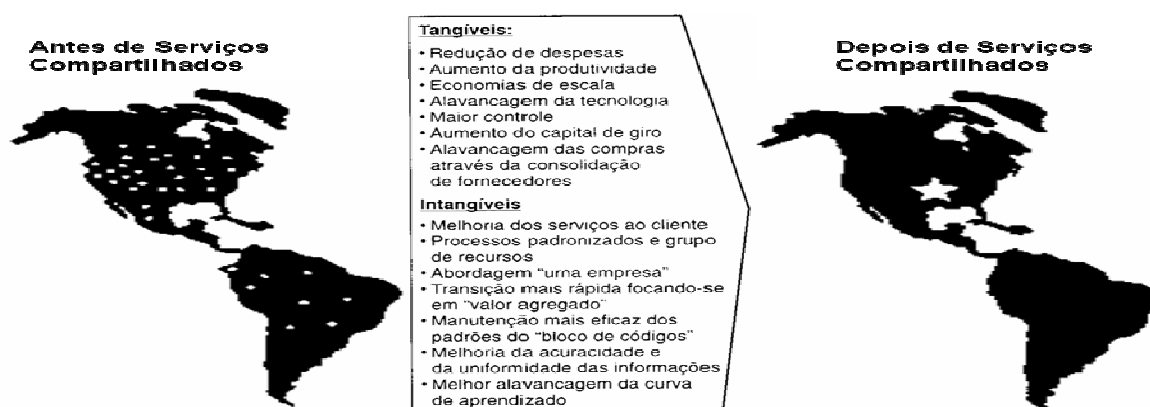 Antes de Serviços
Compartilhados
Tangíveis:
• Redução de despesas
• Aumento da produtividade
• Economias de escala
• Alavancagem da tecnologia
• Maior controle
• Aumento do capital de giro
• Alavancagem das compras
através da consolidação
de fornecedores
Intangíveis
• Melhoria dos serviços ao cliente
• Processos padronizados e grupo
de recursos
• Abordagem “urna empresa”
• Transição mais rápida focando-se
em “valor agregado”
• Manutenção mais eficaz dos
padrões do “bloco de códigos”
• Melhoria da acuracidade e
da uniformidade das informações
• Melhor alavancagem da curva
de aprendizado
Depois de Serviços
Compartilhados